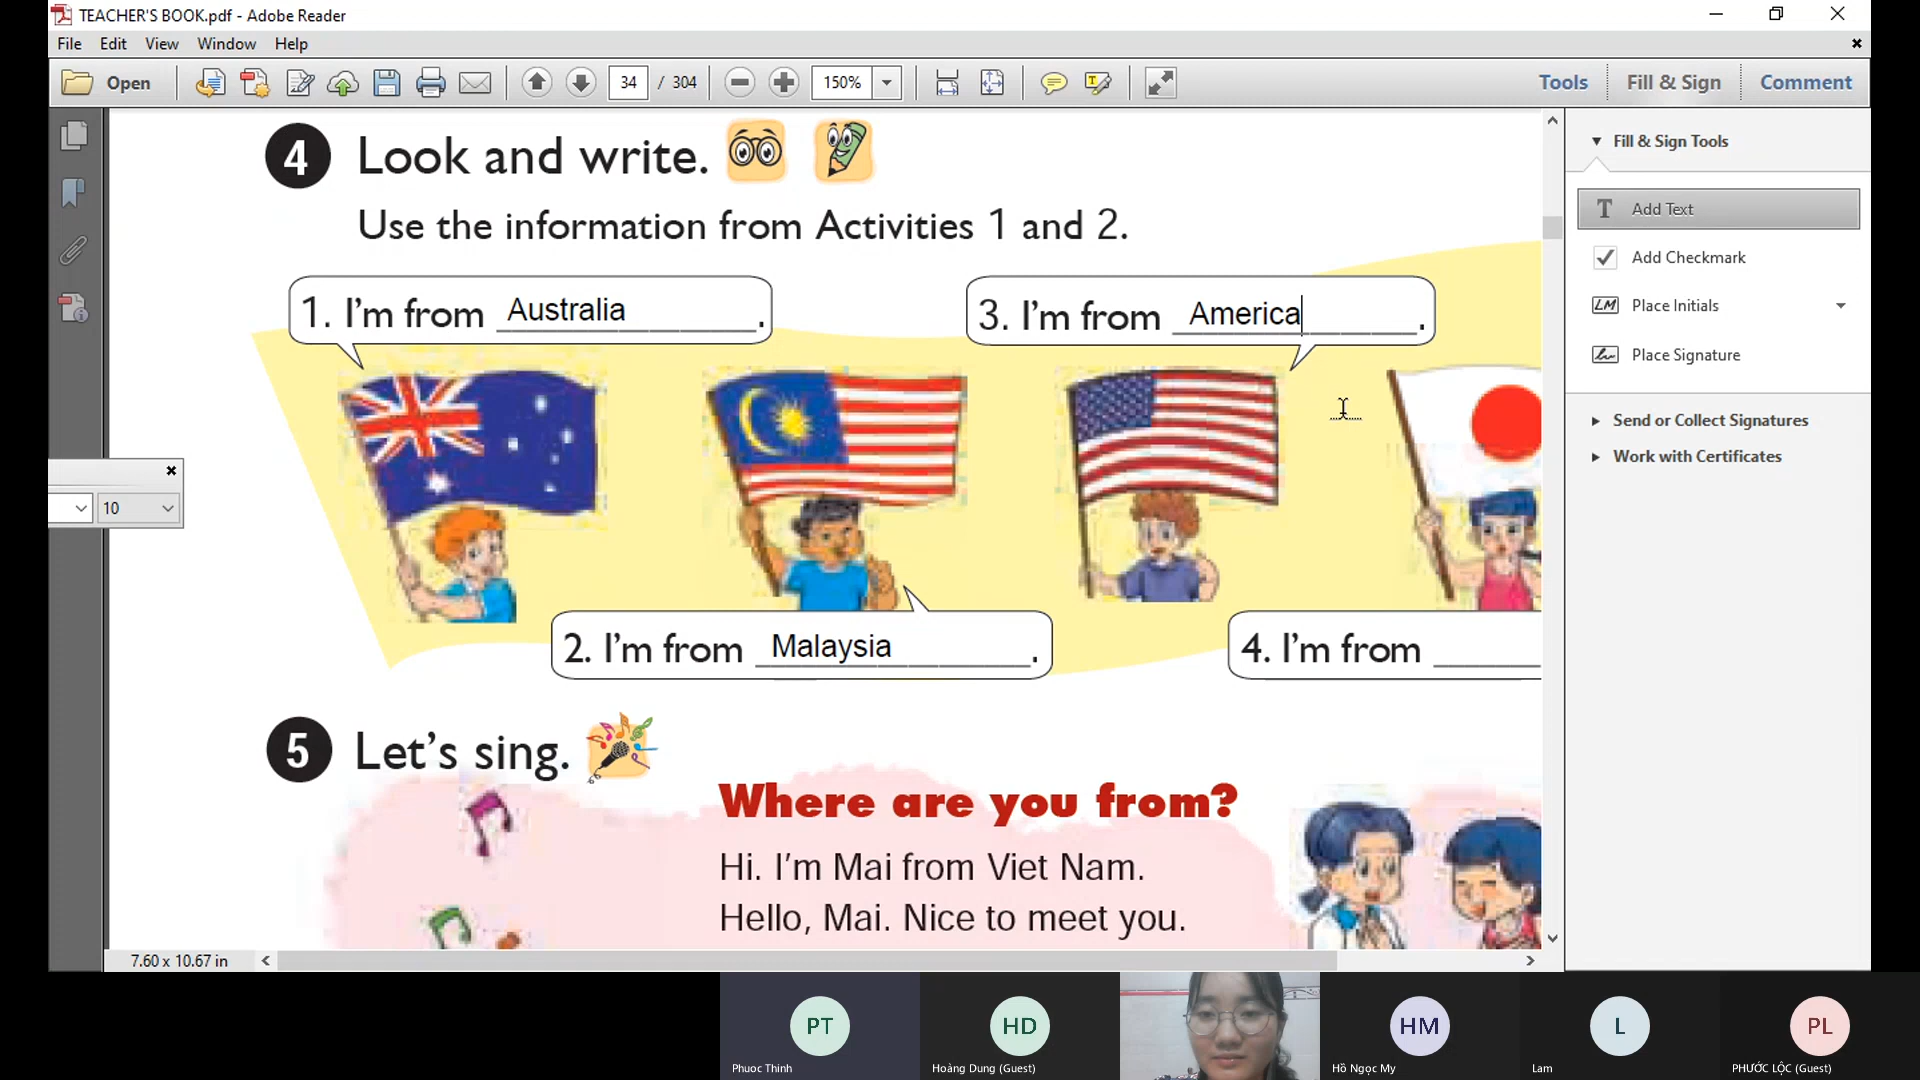 TEACHER'S BOOK.pdf - Adobe Reader
File Edit View Window Help
Open 34 / 304 150% Tools Fill & Sign Comment
4 Look and write.
Use the information from Activities 1 and 2.
1. I'm from Australia.
3. I'm from America.
2. I'm from Malaysia.
4. I'm from
5 Let's sing.
Where are you from?
Hi. I'm Mai from Viet Nam.
Hello, Mai. Nice to meet you.
10
7.60 x 10.67 in
Fill & Sign Tools
T Add Text
Add Checkmark
LM Place Initials
Place Signature
Send or Collect Signatures
Work with Certificates
PT
Phuoc Thinh
HD
Hoàng Dung (Guest)
HM
Hồ Ngọc My
L
Lam
PL
PHƯỚC LỘC (Guest)